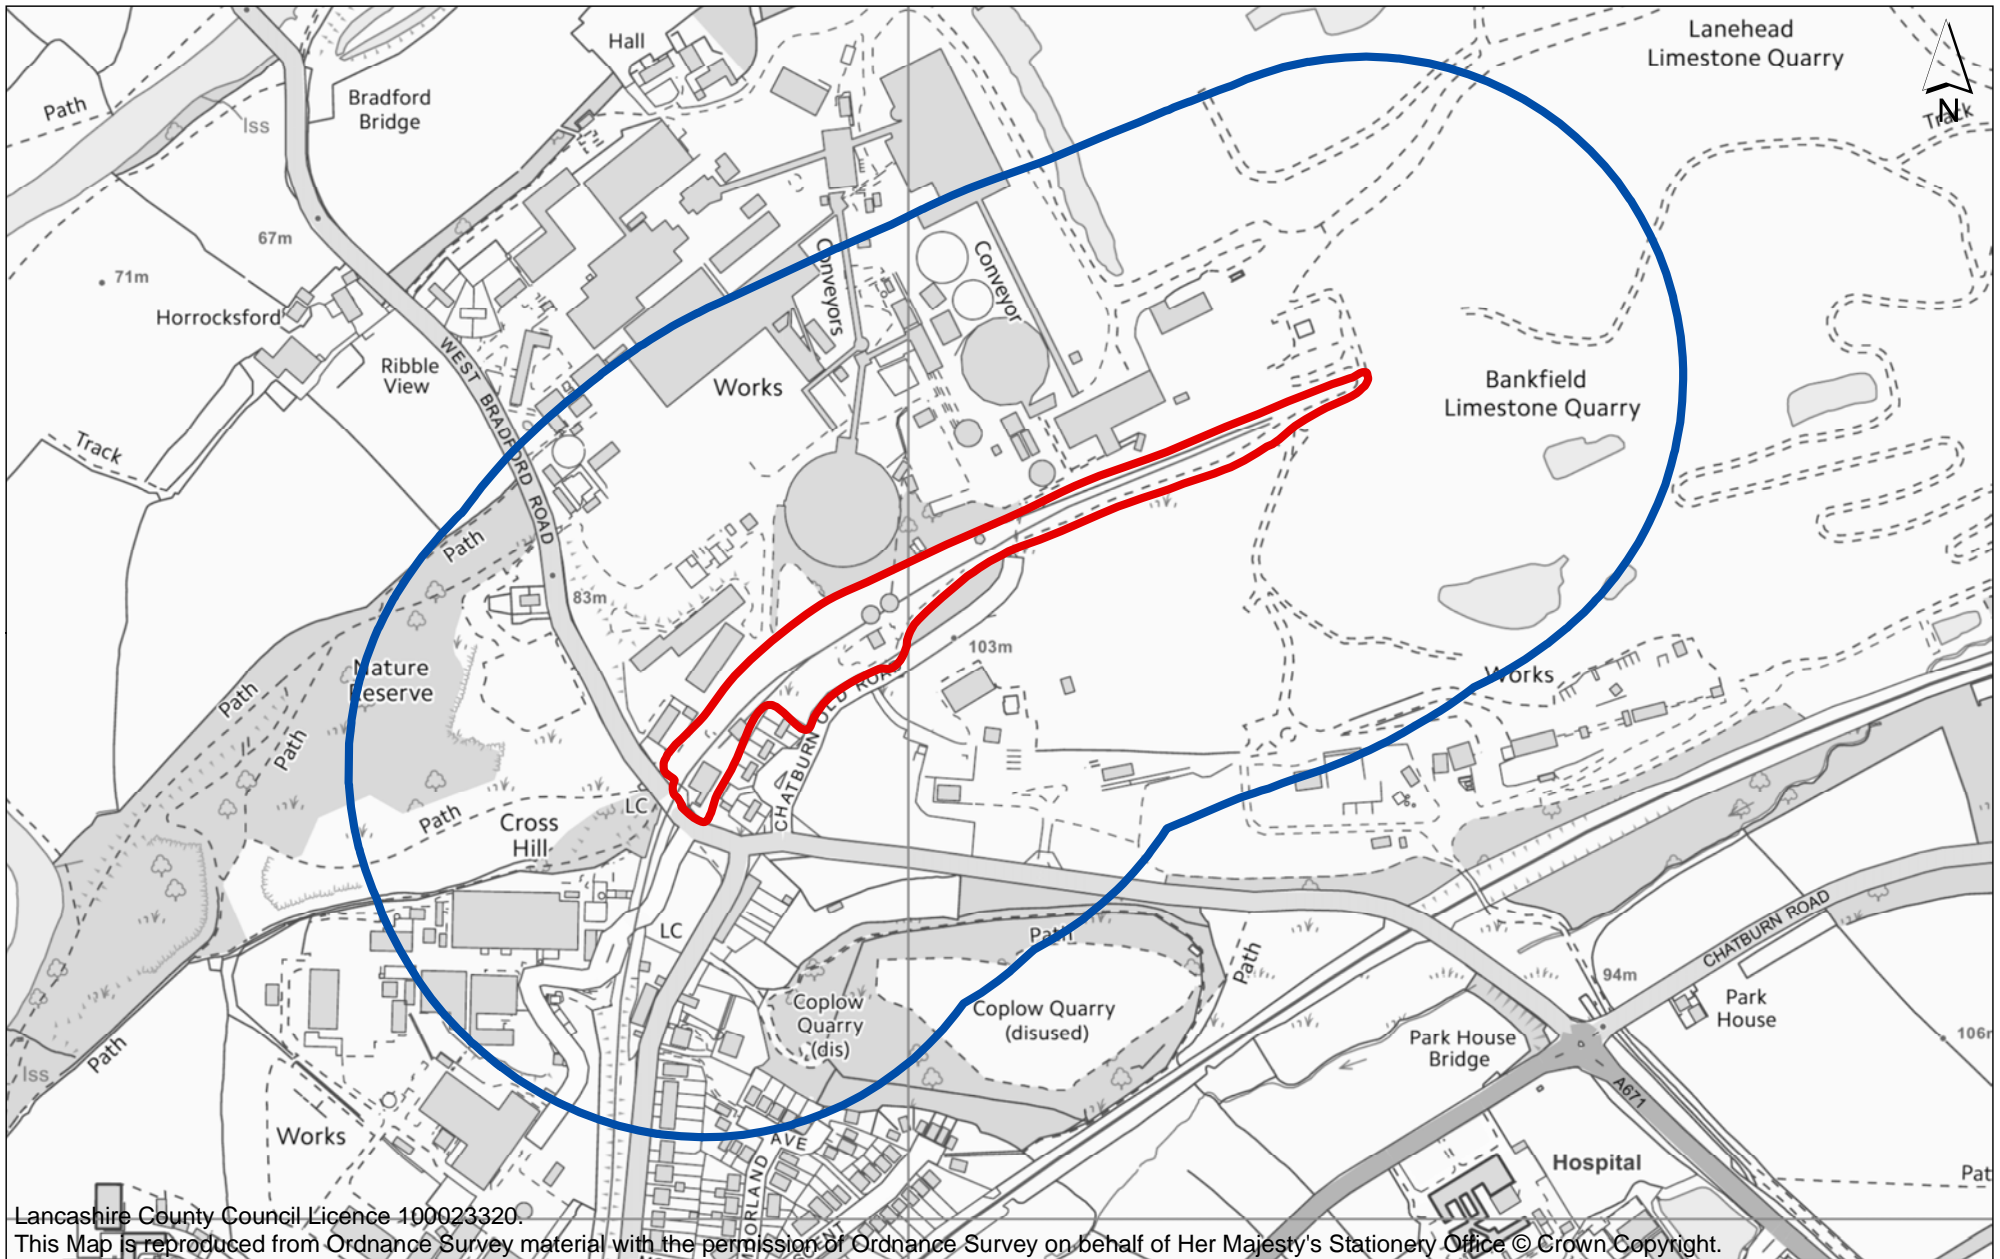 Lanehead
Limestone Quarry
N
Track
Hall
Path
Bradford
Bridge
Iss
67m
71m
Horrocksford
Ribble
View
WEST BRADFORD ROAD
Track
Works
Conveyors
Conveyor
Bankfield
Limestone Quarry
Path
83m
Nature
Reserve
Path
Path
103m
Works
CHATBURN OLD ROAD
Path
Cross
Hill
LC
LC
Path
Path
Coplow
Quarry
(dis)
Coplow Quarry
(disused)
CHATBURN ROAD
94m
Park
House
Park House
Bridge
A671
Iss
Path
Works
AVE
Hospital
Lancashire County Council Licence 100023320.
This Map is reproduced from Ordnance Survey material with the permission of Ordnance Survey on behalf of Her Majesty's Stationery Office © Crown Copyright.